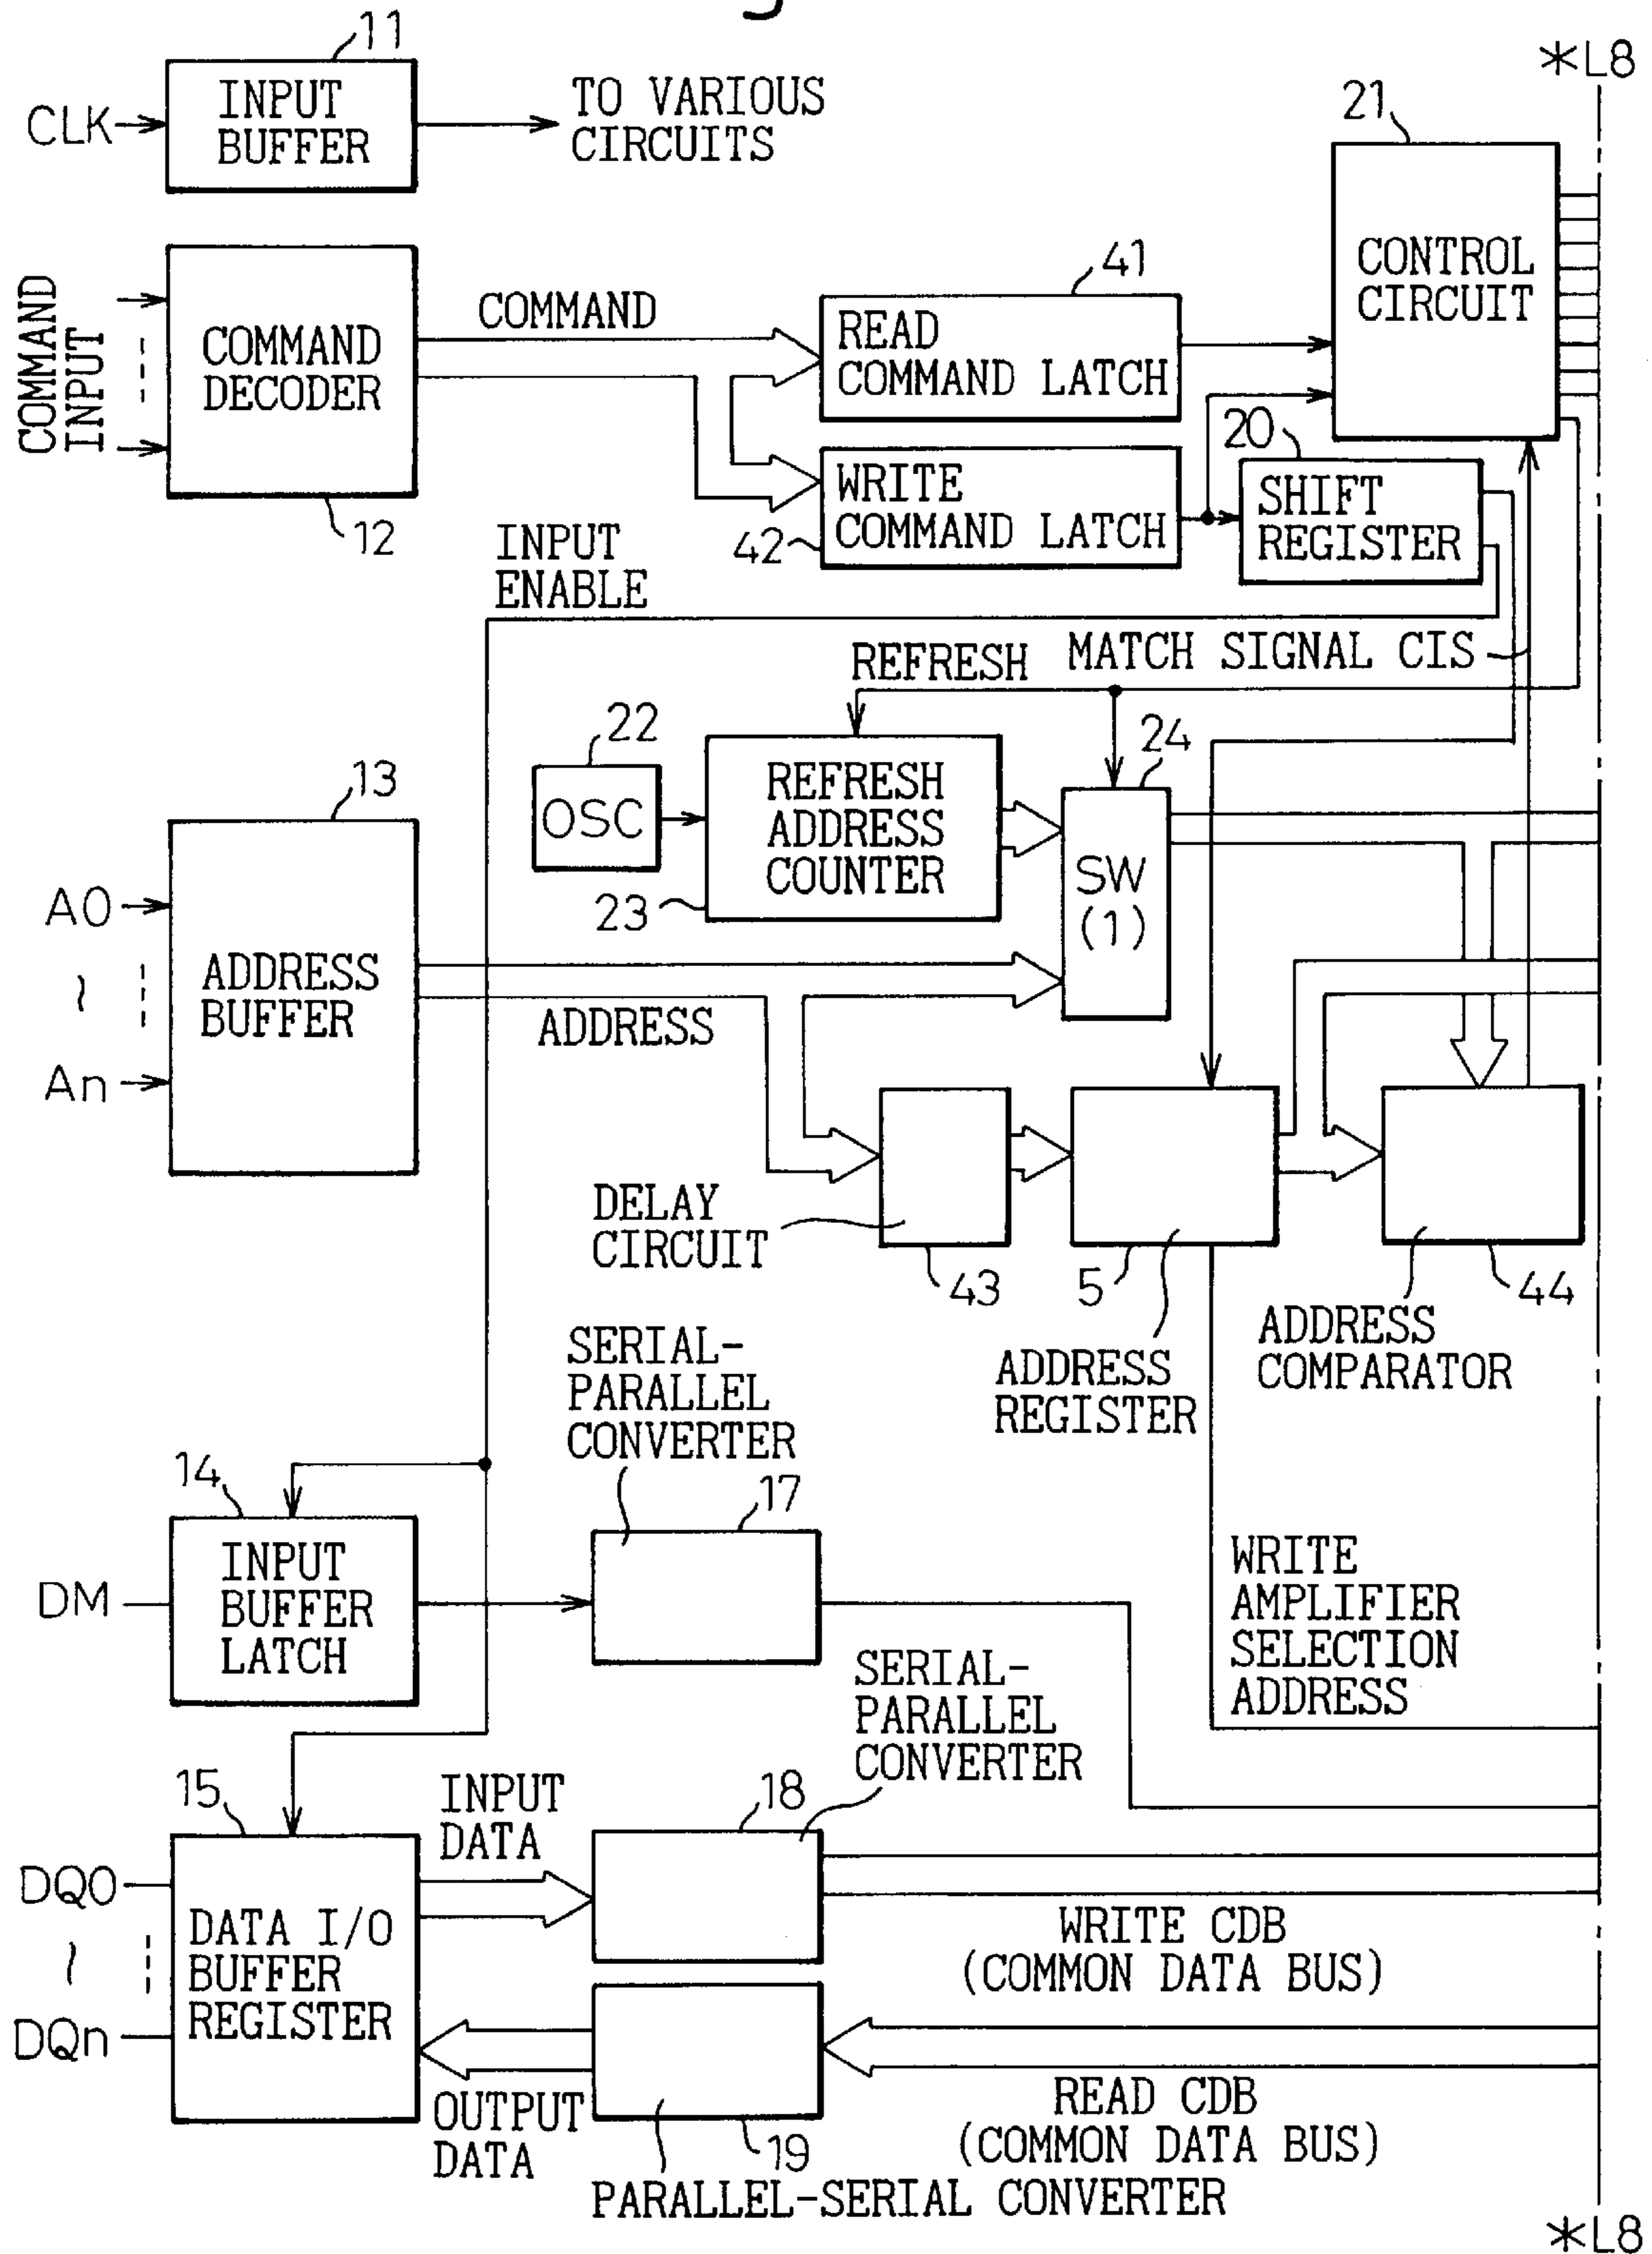 *L8
11
CLK
INPUT
BUFFER
TO VARIOUS
CIRCUITS
21
CONTROL
CIRCUIT
COMMAND
INPUT
COMMAND
DECODER
12
COMMAND
41
READ
COMMAND LATCH
WRITE
COMMAND LATCH
42
20
SHIFT
REGISTER
INPUT
ENABLE
REFRESH
MATCH SIGNAL CIS
22
OSC
REFRESH
ADDRESS
COUNTER
23
24
SW
(1)
13
A0
~
An
ADDRESS
BUFFER
ADDRESS
DELAY
CIRCUIT
43
5
ADDRESS
REGISTER
44
ADDRESS
COMPARATOR
SERIAL-
PARALLEL
CONVERTER
14
DM
INPUT
BUFFER
LATCH
17
WRITE
AMPLIFIER
SELECTION
ADDRESS
SERIAL-
PARALLEL
CONVERTER
15
DQ0
~
DQn
DATA I/O
BUFFER
REGISTER
INPUT
DATA
18
WRITE CDB
(COMMON DATA BUS)
OUTPUT
DATA
19
READ CDB
(COMMON DATA BUS)
PARALLEL-SERIAL CONVERTER
*L8